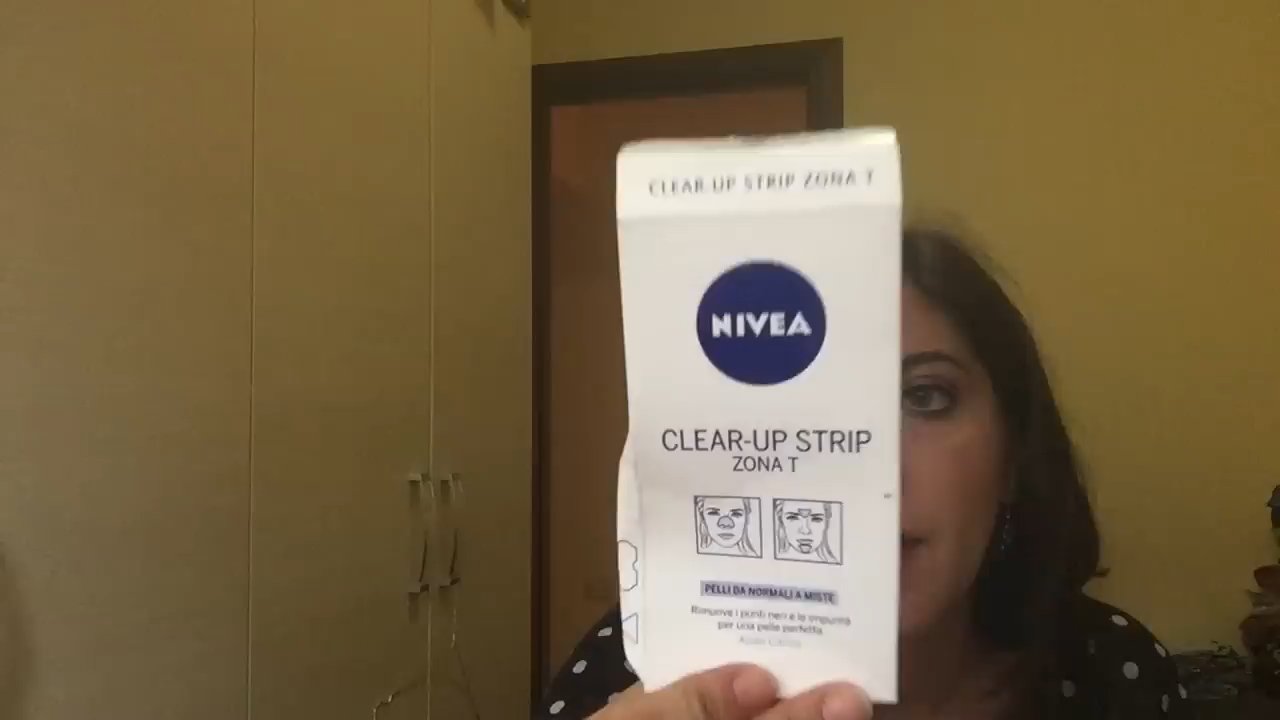 CLEAR-UP STRIP ZONA T
NIVEA
CLEAR-UP STRIP
ZONA T
PELLI DA NORMALI A MISTE
Rimuove i punti neri e le impurità
per una pelle perfetta